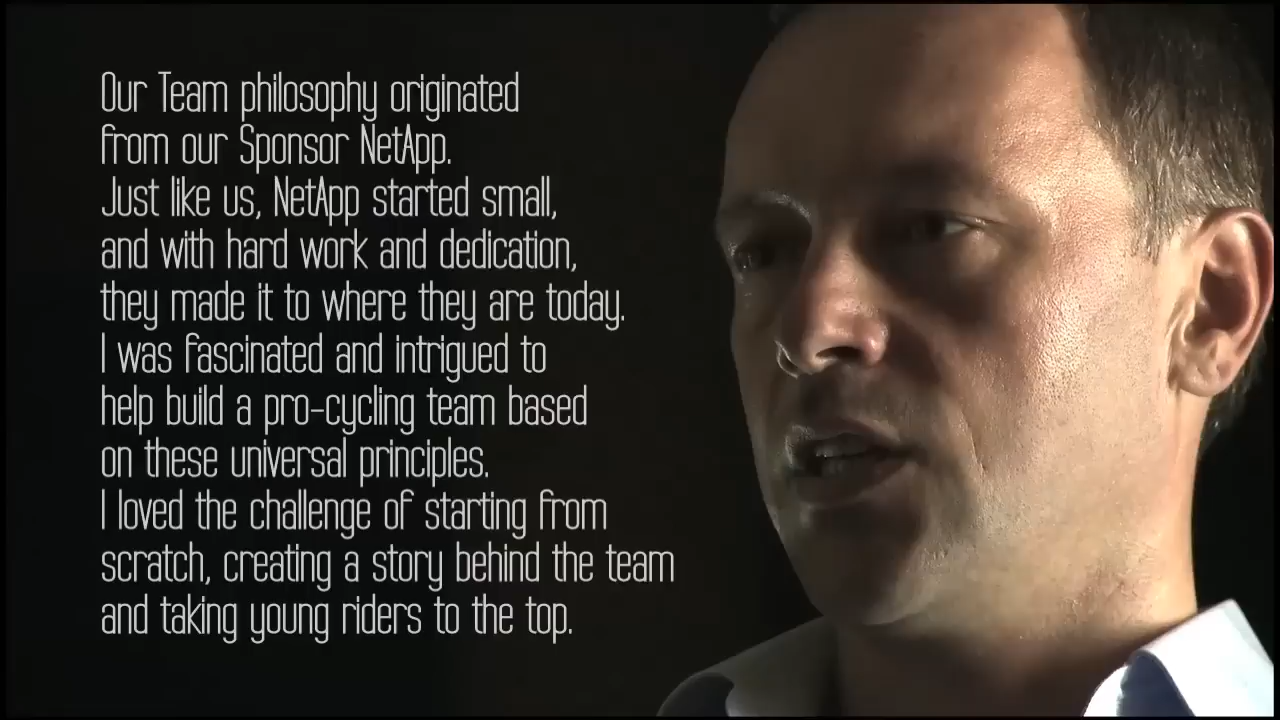 Our Team philosophy originated
from our Sponsor NetApp.
Just like us, NetApp started small,
and with hard work and dedication,
they made it to where they are today.
I was fascinated and intrigued to
help build a pro-cycling team based
on these universal principles.
I loved the challenge of starting from
scratch, creating a story behind the team
and taking young riders to the top.